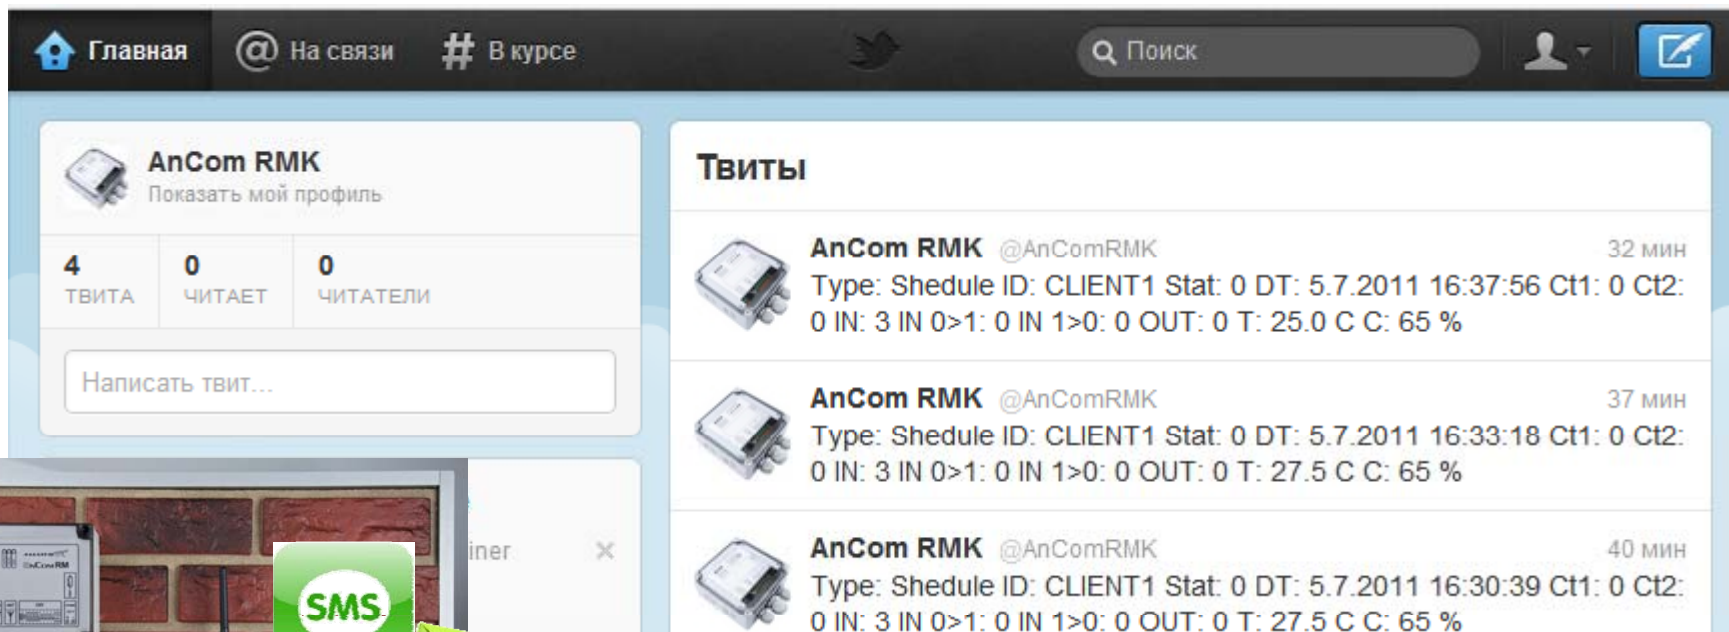 Главная
На связи
В курсе
Поиск
AnCom RMK
Показать мой профиль
4
ТВИТА
0
ЧИТАЕТ
0
ЧИТАТЕЛИ
Написать твит...
iner
AnCom RM
SMS
Твиты
AnCom RMK @AnComRMK 32 мин
Type: Shedule ID: CLIENT1 Stat: 0 DT: 5.7.2011 16:37:56 Ct1: 0 Ct2:
0 IN: 3 IN 0>1: 0 IN 1>0: 0 OUT: 0 T: 25.0 C C: 65 %
AnCom RMK @AnComRMK 37 мин
Type: Shedule ID: CLIENT1 Stat: 0 DT: 5.7.2011 16:33:18 Ct1: 0 Ct2:
0 IN: 3 IN 0>1: 0 IN 1>0: 0 OUT: 0 T: 27.5 C C: 65 %
AnCom RMK @AnComRMK 40 мин
Type: Shedule ID: CLIENT1 Stat: 0 DT: 5.7.2011 16:30:39 Ct1: 0 Ct2:
0 IN: 3 IN 0>1: 0 IN 1>0: 0 OUT: 0 T: 27.5 C C: 65 %